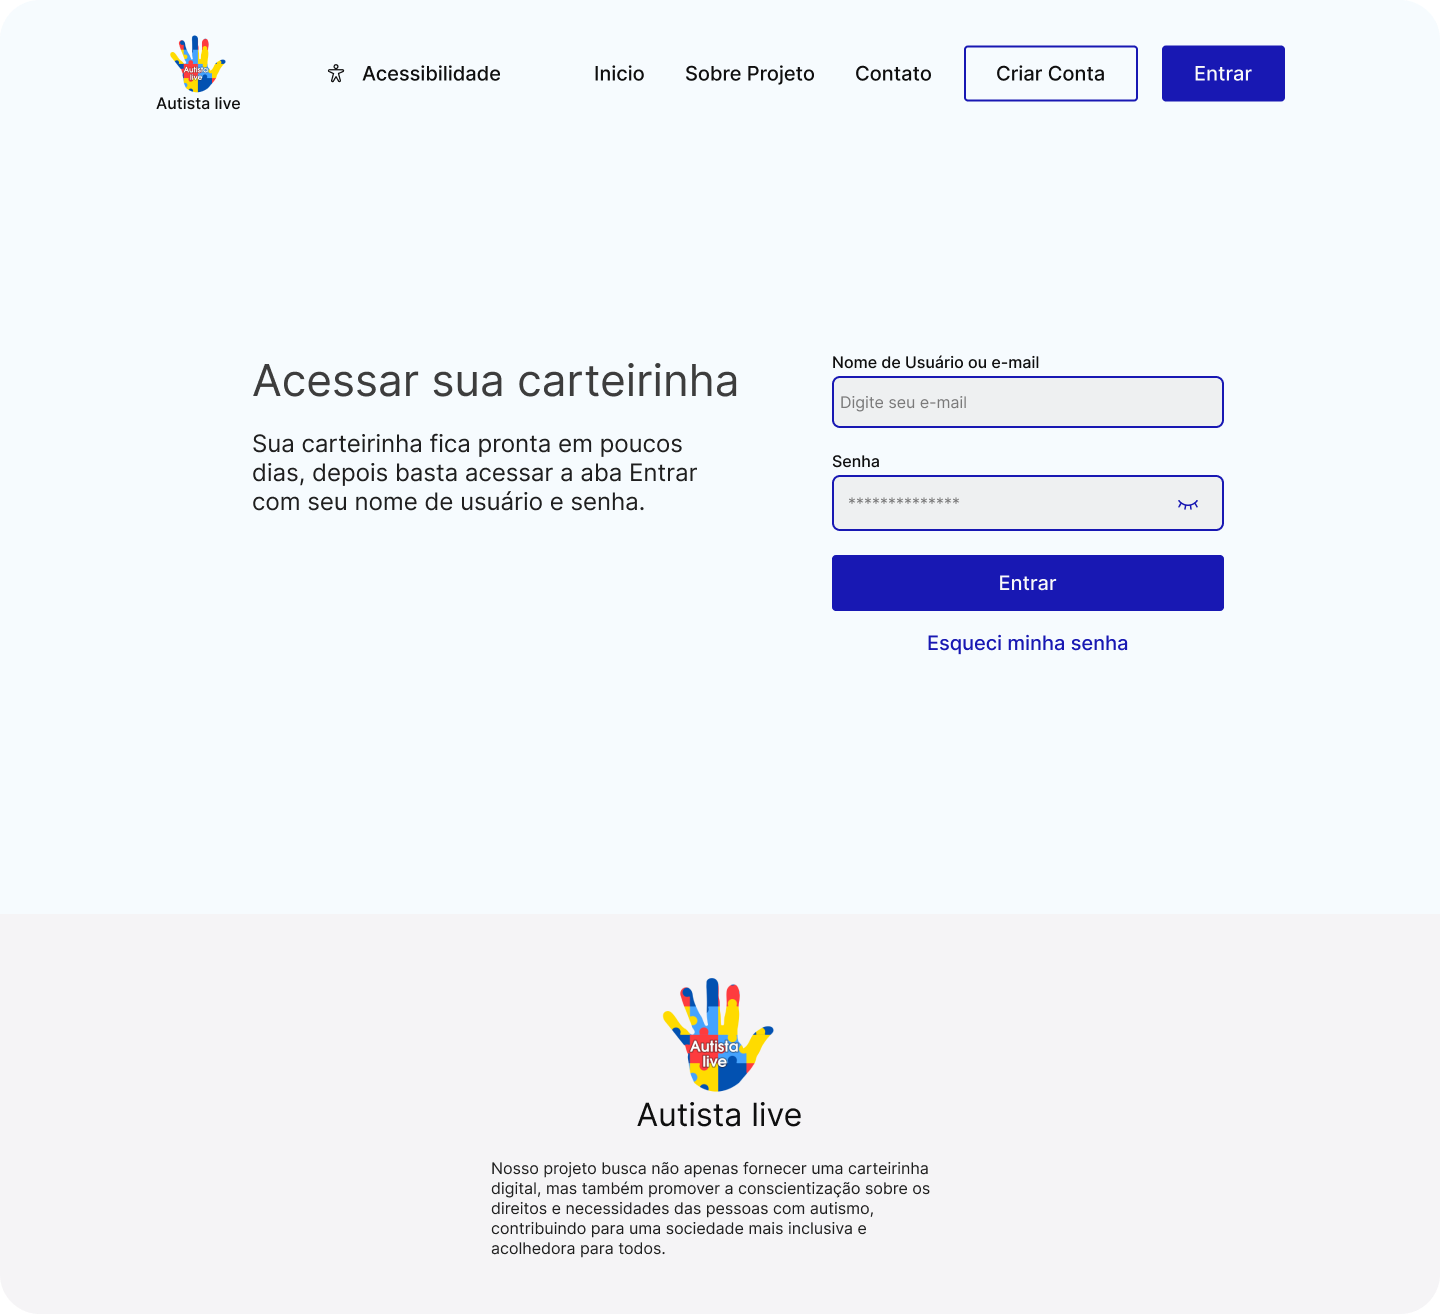 Autista
live
Autista live
Acessibilidade
Inicio
Sobre Projeto
Contato
Criar Conta
Entrar
Acessar sua carteirinha
Sua carteirinha fica pronta em poucos
dias, depois basta acessar a aba Entrar
com seu nome de usuário e senha.
Nome de Usuário ou e-mail
Digite seu e-mail
Senha
**************
Entrar
Esqueci minha senha
Autista
live
Autista live
Nosso projeto busca não apenas fornecer uma carteirinha
digital, mas também promover a conscientização sobre os
direitos e necessidades das pessoas com autismo,
contribuindo para uma sociedade mais inclusiva e
acolhedora para todos.